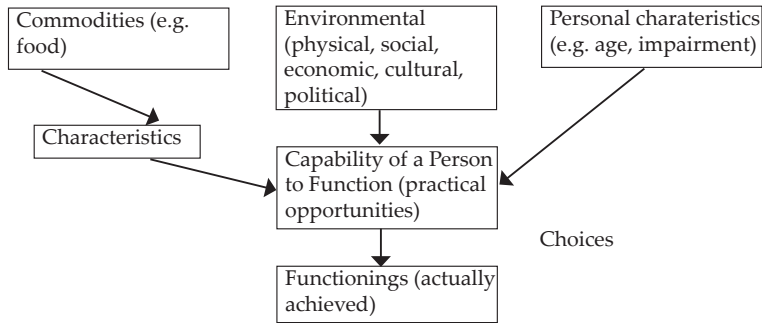 Commodities (e.g.
food)
Environmental
(physical, social,
economic, cultural,
political)
Personal charateristics
(e.g. age, impairment)
Characteristics
Capability of a Person
to Function (practical
opportunities)
Choices
Functionings (actually
achieved)